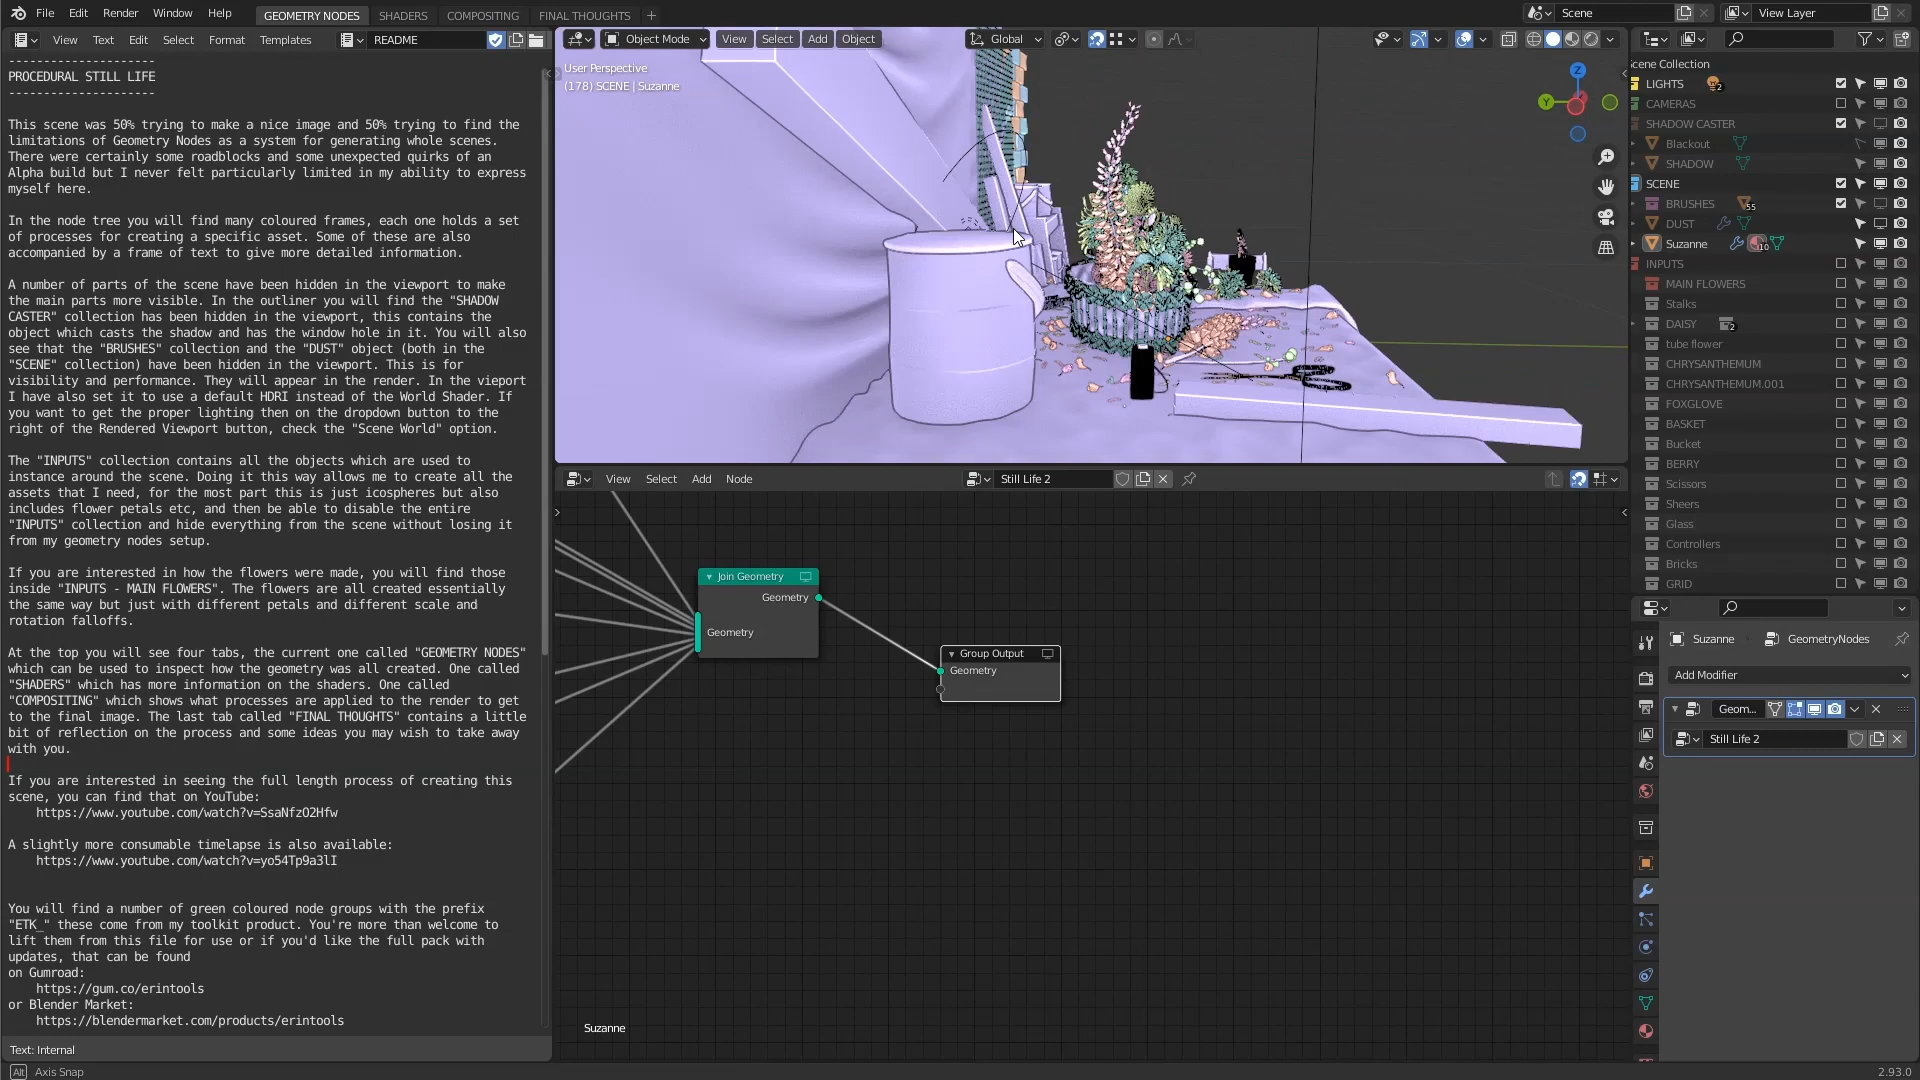 File Edit Render Window Help GEOMETRY NODES SHADERS COMPOSITING FINAL THOUGHTS Scene View Layer
View Text Edit Select Format Templates README
--------------------
PROCEDURAL STILL LIFE
--------------------
This scene was 50% trying to make a nice image and 50% trying to find the
limitations of Geometry Nodes as a system for generating whole scenes.
There were certainly some roadblocks and some unexpected quirks of an
Alpha build but I never felt particularly limited in my ability to express
myself here.
In the node tree you will find many coloured frames, each one holds a set
of processes for creating a specific asset. Some of these are also
accompanied by a frame of text to give more detailed information.
A number of parts of the scene have been hidden in the viewport to make
the main parts more visible. In the outliner you will find the "SHADOW
CASTER" collection has been hidden in the viewport, this contains the
object which casts the shadow and has the window hole in it. You will also
see that the "BRUSHES" collection and the "DUST" object (both in the
"SCENE" collection) have been hidden in the viewport. This is for
visibility and performance. They will appear in the render. In the vieport
I have also set it to use a default HDRI instead of the World Shader. If
you want to get the proper lighting then on the dropdown button to the
right of the Rendered Viewport button, check the "Scene World" option.
The "INPUTS" collection contains all the objects which are used to
instance around the scene. Doing it this way allows me to create all the
assets that I need, for the most part this is just icospheres but also
includes flower petals etc, and then be able to disable the entire
"INPUTS" collection and hide everything from the scene without losing it
from my geometry nodes setup.
If you are interested in how the flowers were made, you will find those
inside "INPUTS - MAIN FLOWERS". The flowers are all created essentially
the same way but just with different petals and different scale and
rotation falloffs.
At the top you will see four tabs, the current one called "GEOMETRY NODES"
which can be used to inspect how the geometry was all created. One called
"SHADERS" which has more information on the shaders. One called
"COMPOSITING" which shows what processes are applied to the render to get
to the final image. The last tab called "FINAL THOUGHTS" contains a little
bit of reflection on the process and some ideas you may wish to take away
with you.
If you are interested in seeing the full length process of creating this
scene, you can find that on YouTube:
https://www.youtube.com/watch?v=SsaNfzO2Hfw
A slightly more consumable timelapse is also available:
https://www.youtube.com/watch?v=yo54Tp9a3lI
You will find a number of green coloured node groups with the prefix
"ETK_" these come from my toolkit product. You're more than welcome to
lift them from this file for use or if you'd like the full pack with
updates, that can be found
on Gumroad:
https://gum.co/erintools
or Blender Market:
https://blendermarket.com/products/erintools
Text: Internal
Alt Axis Snap
Object Mode View Select Add Object Global
User Perspective
(178) SCENE | Suzanne
Z
Y
View Select Add Node Still Life 2
Join Geometry
Geometry
Geometry
Group Output
Geometry
Suzanne
Scene Collection
LIGHTS 2
CAMERAS
SHADOW CASTER
Blackout
SHADOW
SCENE
BRUSHES 55
DUST
Suzanne 10
INPUTS
MAIN FLOWERS
Stalks
DAISY 2
tube flower
CHRYSANTHEMUM
CHRYSANTHEMUM.001
FOXGLOVE
BASKET
Bucket
BERRY
Scissors
Sheers
Glass
Controllers
Bricks
GRID
Suzanne GeometryNodes
Add Modifier
Geom...
Still Life 2
2.93.0